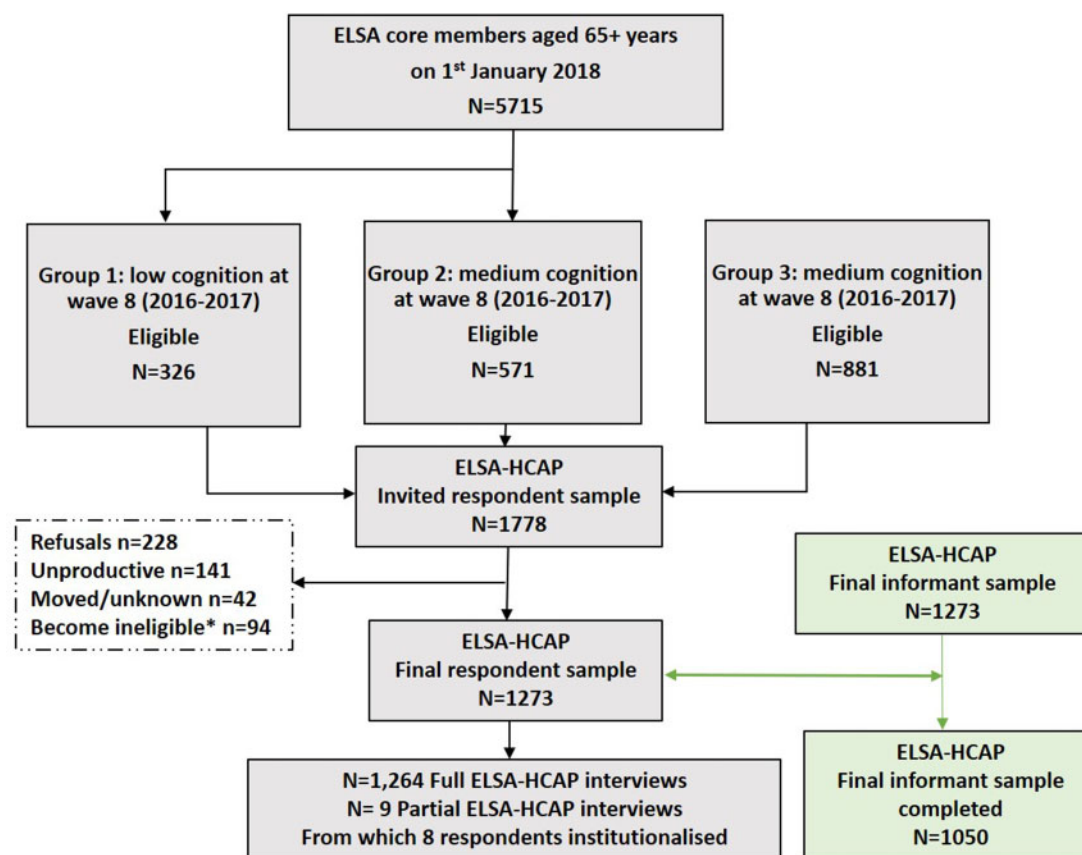 ELSA core members aged 65+ years
on 1st January 2018
N=5715
Group 1: low cognition at
wave 8 (2016-2017)
Eligible
N=326
Group 2: medium cognition
at wave 8 (2016-2017)
Eligible
N=571
Group 3: medium cognition
at wave 8 (2016-2017)
Eligible
N=881
ELSA-HCAP
Invited respondent sample
N=1778
Refusals n=228
Unproductive n=141
Moved/unknown n=42
Become ineligible* n=94
ELSA-HCAP
Final informant sample
N=1273
ELSA-HCAP
Final respondent sample
N=1273
N=1,264 Full ELSA-HCAP interviews
N= 9 Partial ELSA-HCAP interviews
From which 8 respondents institutionalised
ELSA-HCAP
Final informant sample
completed
N=1050